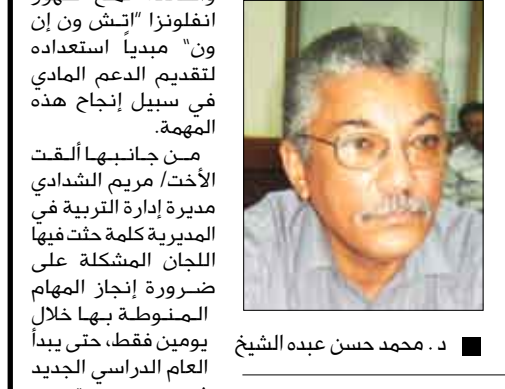 انفلونزا "اتش ون إن
ون" مبدياً استعداده
لتقديم الدعم المادي
في سبيل إنجاح هذه
المهمة.
من جانبها ألقت
الأخت/ مريم الشدادي
مديرة إدارة التربية في
المديرية كلمة حثت فيها
اللجان المشكلة على
ضرورة إنجاز المهام
المنوطة بها خلال
يومين فقط، حتى يبدأ
العام الدراسي الجديد
د. محمد حسن عبده الشيخ